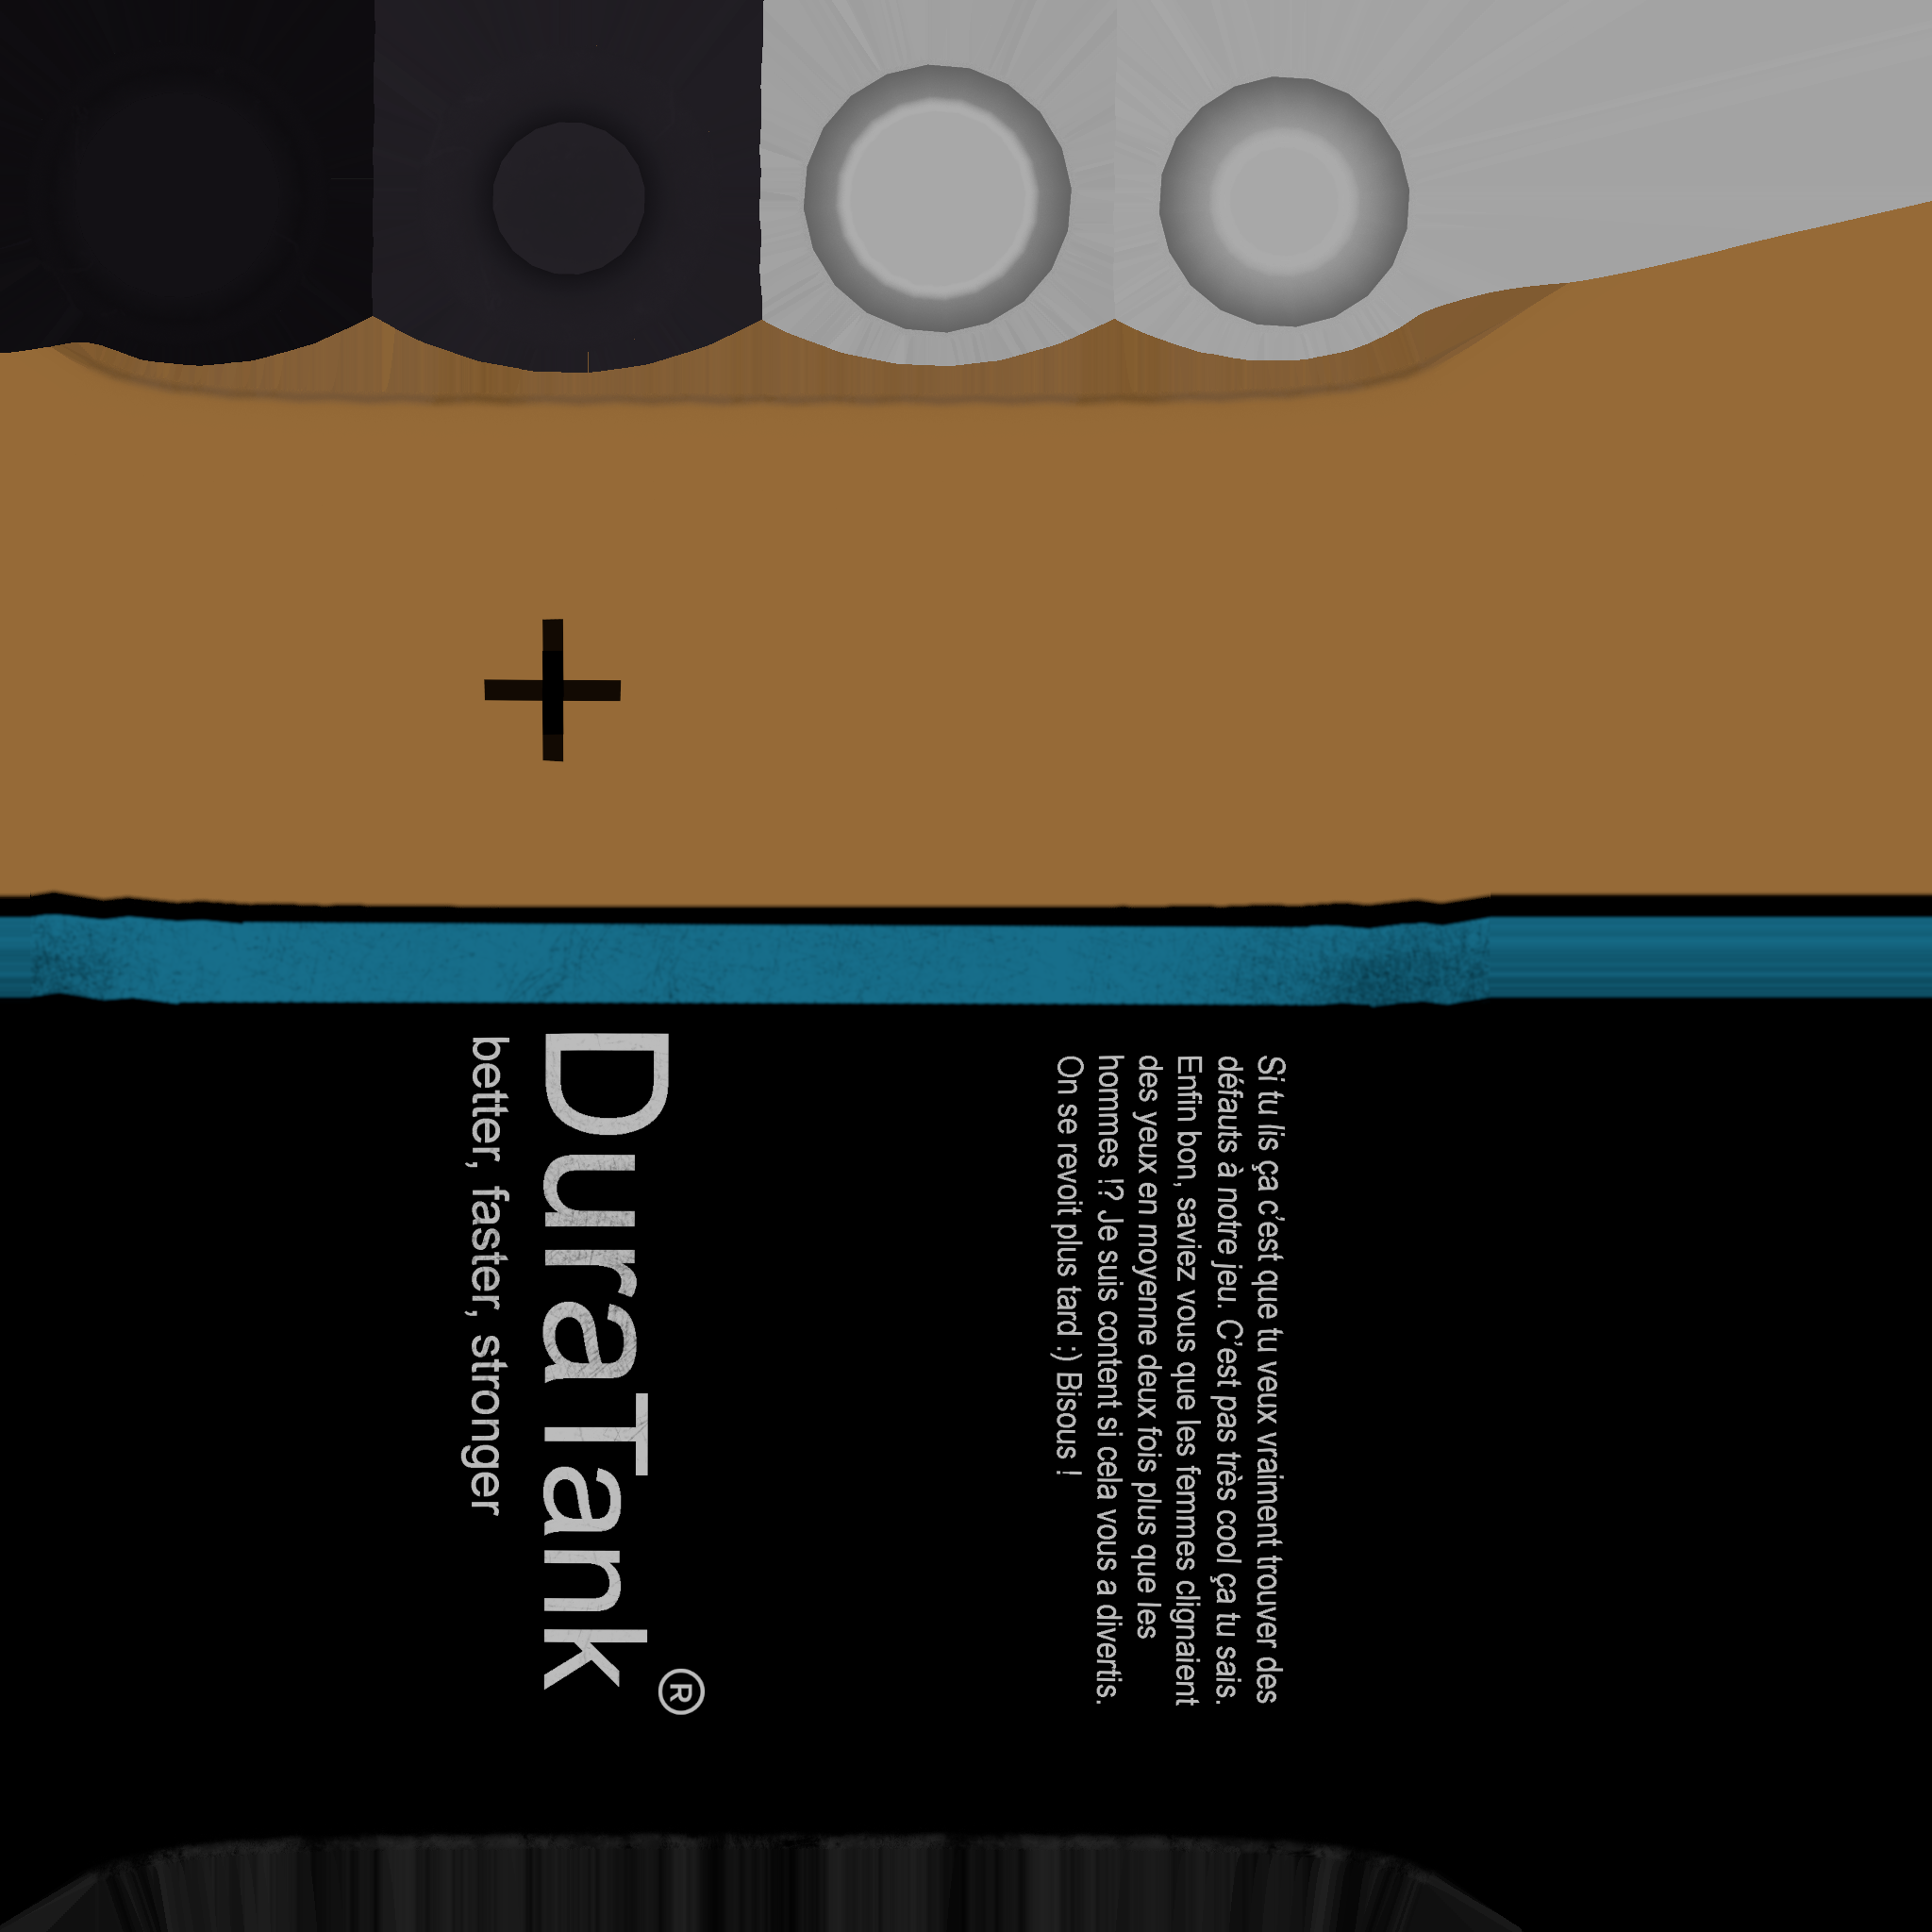 +
DuraTank®
better, faster, stronger
Si tu lis ça c'est que tu veux vraiment trouver des
défauts à notre jeu. C'est pas très cool ça tu sais.
Enfin bon, saviez vous que les femmes clignaient
des yeux en moyenne deux fois plus que les
hommes !? Je suis content si cela vous a divertis.
On se revoit plus tard :) Bisous !